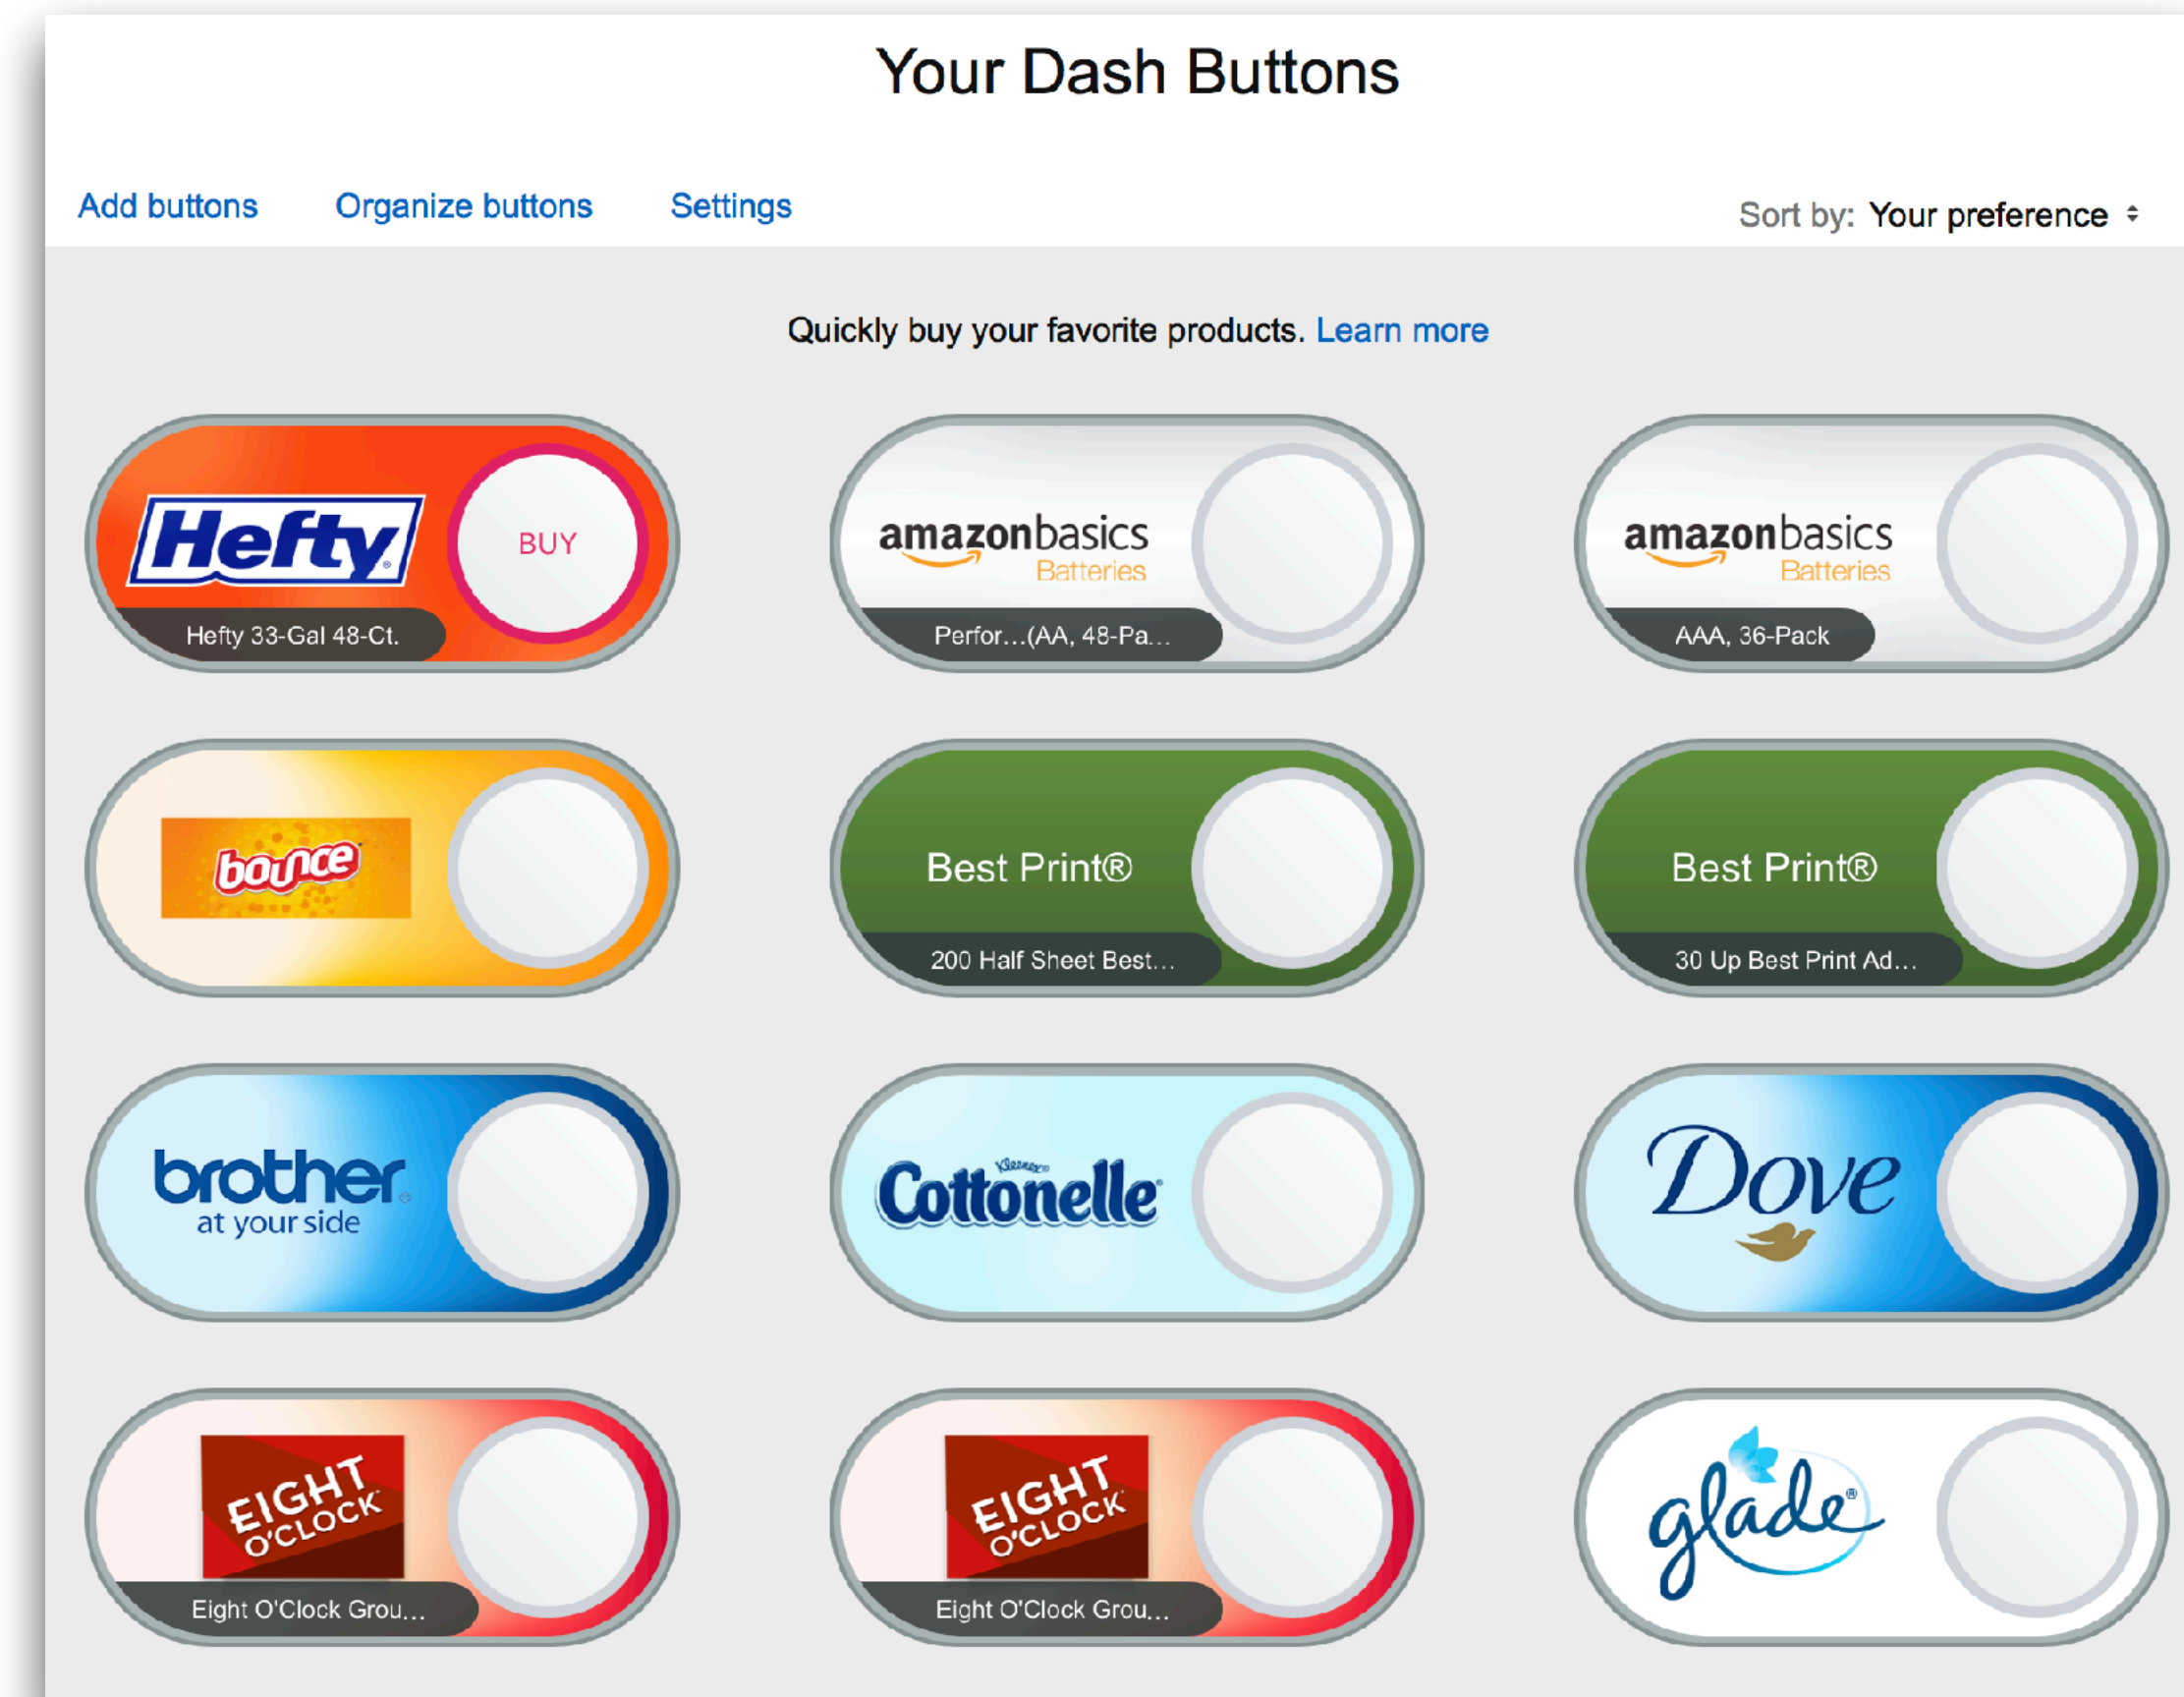 Your Dash Buttons
Add buttons Organize buttons Settings Sort by: Your preference
Quickly buy your favorite products. Learn more
Hefty®
BUY
Hefty 33-Gal 48-Ct.
amazonbasics
Batteries
Perfor...(AA, 48-Pa...
amazonbasics
Batteries
AAA, 36-Pack
bounce
Best Print®
200 Half Sheet Best...
Best Print®
30 Up Best Print Ad...
brother®
at your side
Kleenex®
Cottonelle®
Dove
EIGHT
O'CLOCK
Eight O'Clock Grou...
EIGHT
O'CLOCK
Eight O'Clock Grou...
glade®